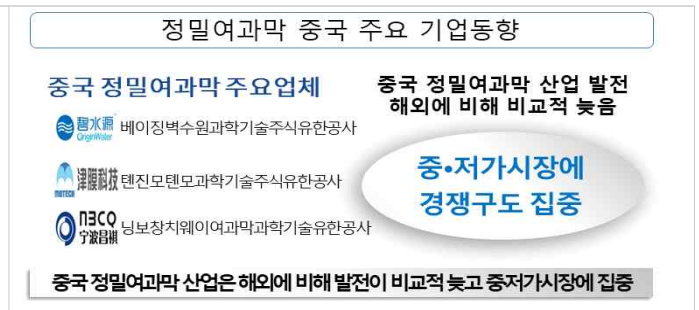 정밀여과막 중국 주요 기업동향
중국 정밀여과막 주요업체
碧水源
OriginWater
베이징벽수원과학기술주식유한공사
津膜科技
MOTECH
텐진모텐모과학기술주식유한공사
NBCQ
宁波昌祺
닝보창치웨이여과막과학기술유한공사
중국 정밀여과막 산업 발전
해외에 비해 비교적 늦음
중•저가시장에
경쟁구도 집중
중국 정밀여과막 산업은 해외에 비해 발전이 비교적 늦고 중저가시장에 집중